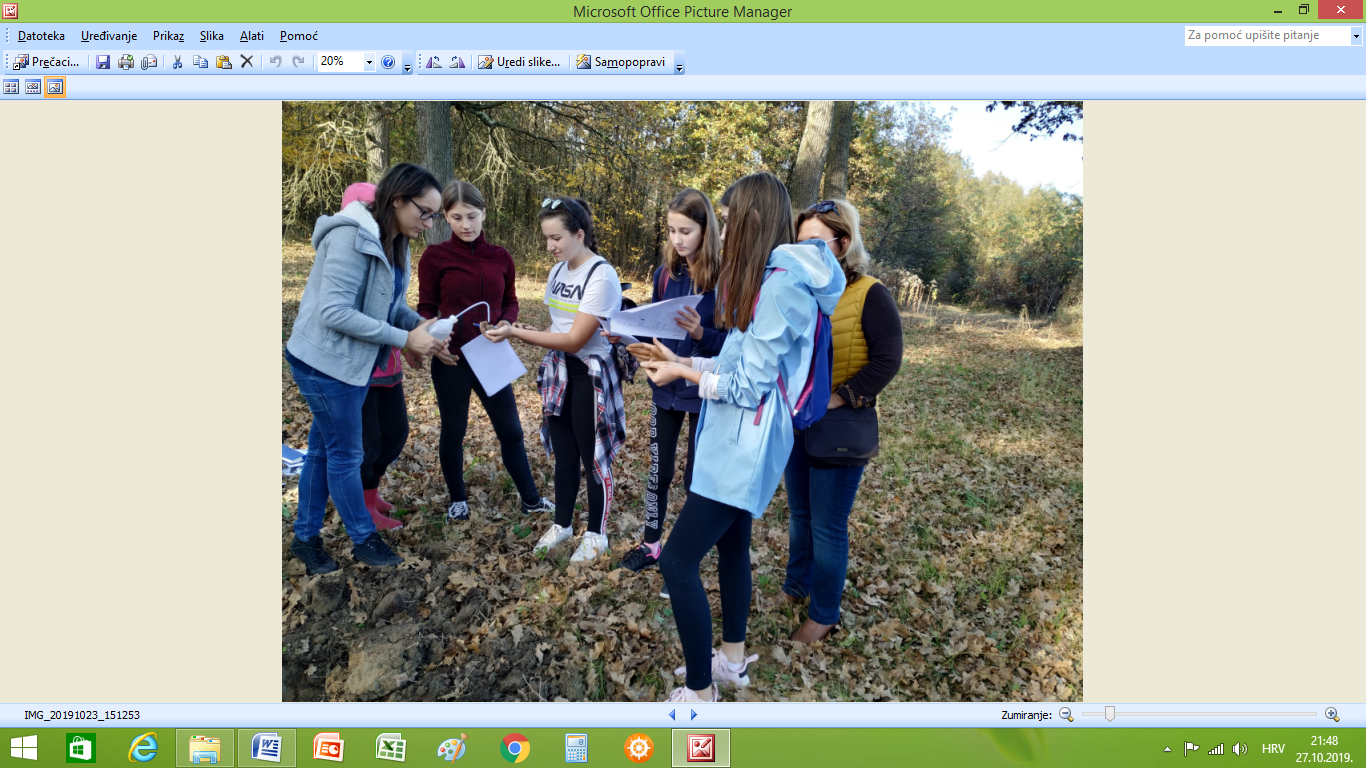 Microsoft Office Picture Manager
Datoteka Uređivanje Prikaz Slika Alati Pomoć
Za pomoć upišite pitanje
Prečaci... 20% Uredi slike... Samopopravi
NASA
IMG_20191023_151253
Zumiranje:
HRV
21:48
27.10.2019.